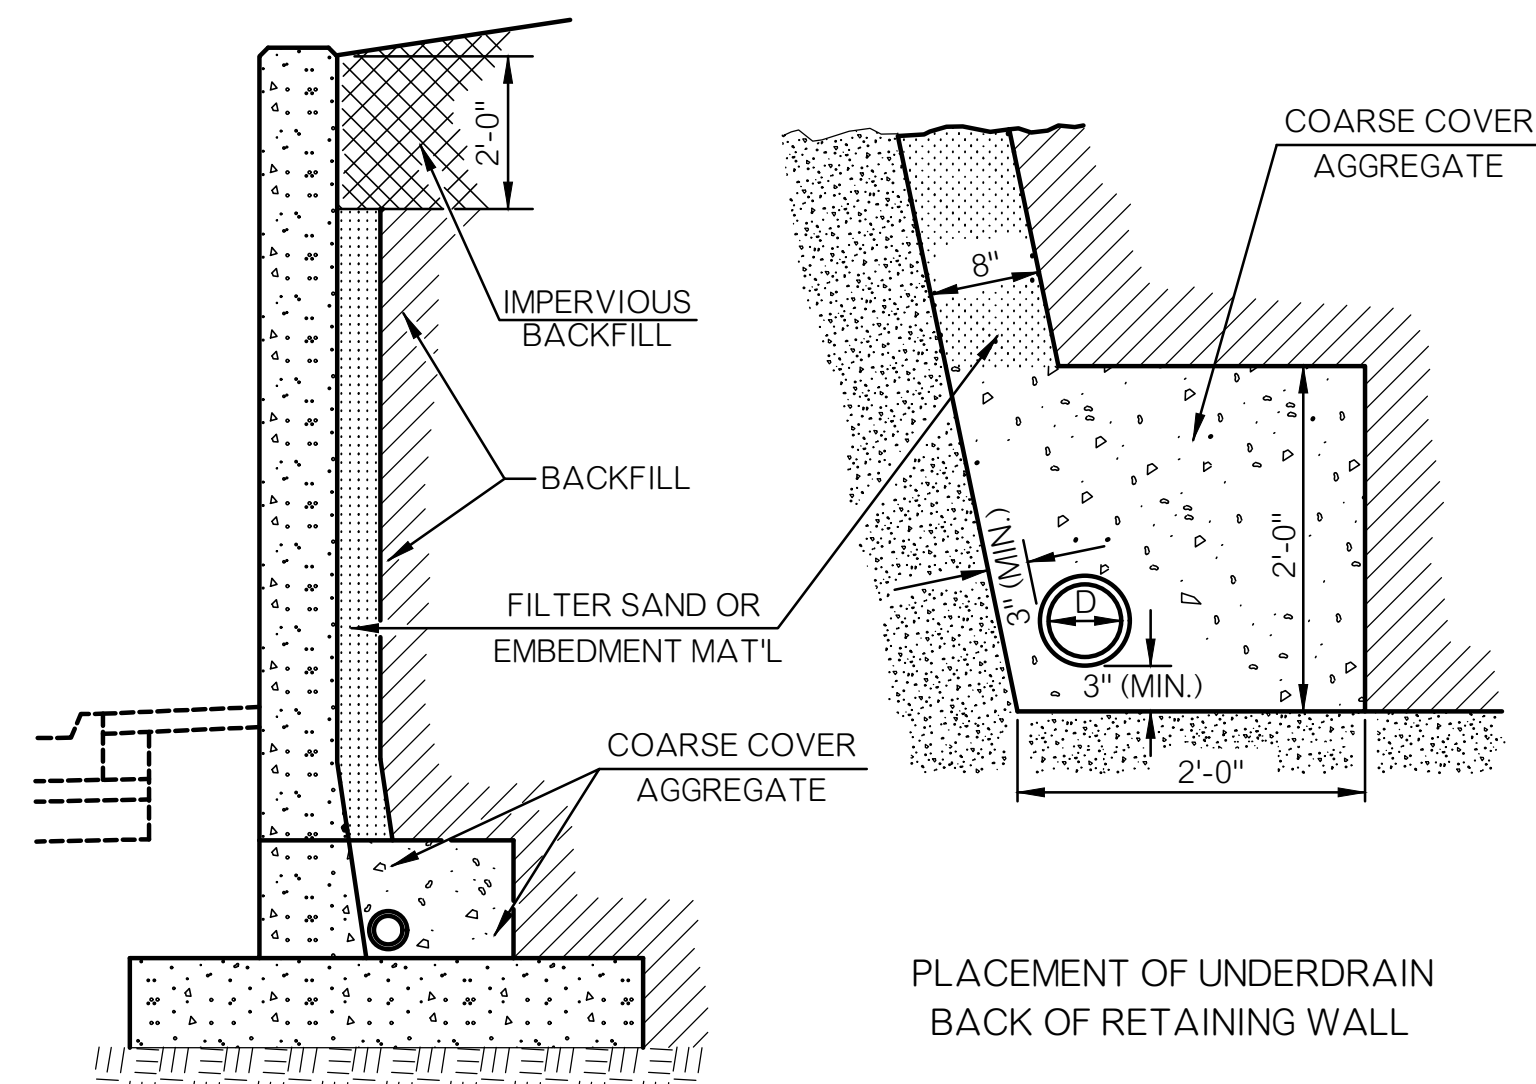 2'-0"
IMPERVIOUS
BACKFILL
BACKFILL
FILTER SAND OR
EMBEDMENT MAT'L
COARSE COVER
AGGREGATE
COARSE COVER
AGGREGATE
8"
3" (MIN.)
D
3" (MIN.)
2'-0"
2'-0"
PLACEMENT OF UNDERDRAIN
BACK OF RETAINING WALL